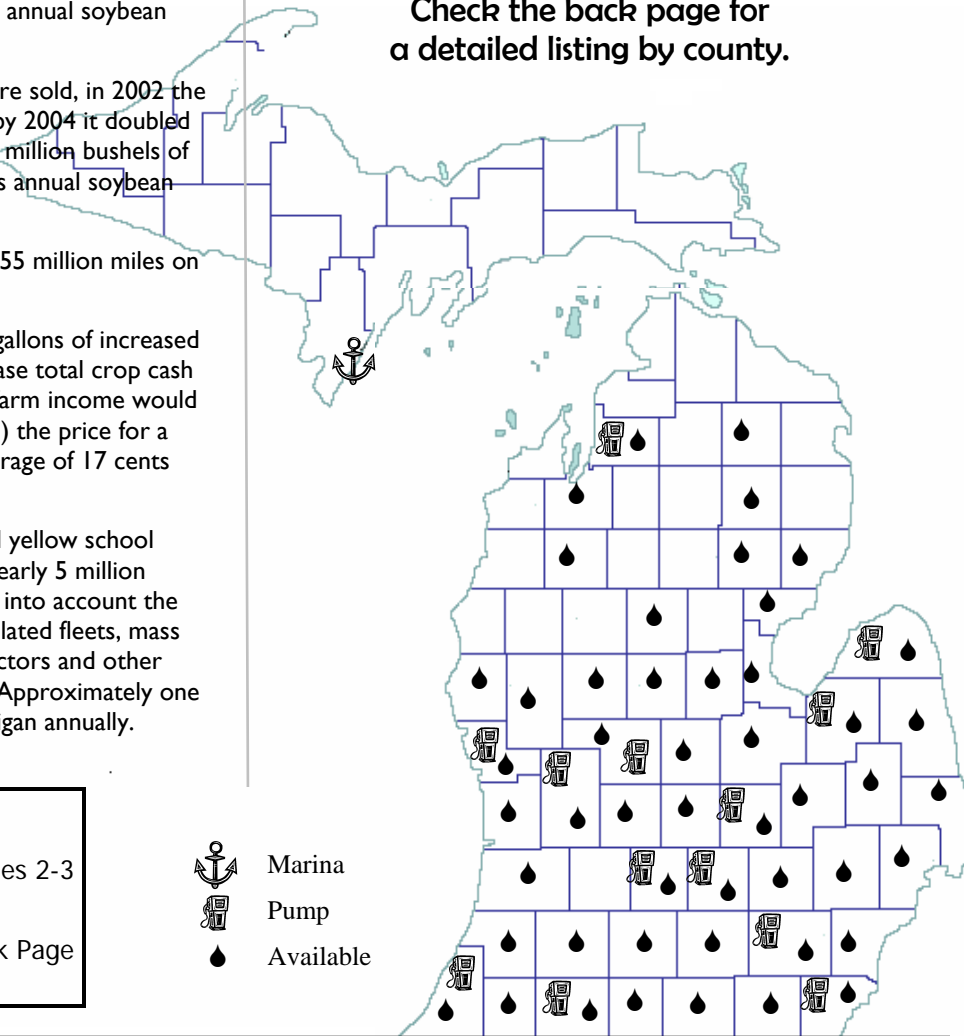 annual soybean
re sold, in 2002 the
by 2004 it doubled
million bushels of
s annual soybean
55 million miles on
gallons of increased
ase total crop cash
arm income would
) the price for a
rage of 17 cents
l yellow school
early 5 million
into account the
lated fleets, mass
ctors and other
Approximately one
igan annually.
es 2-3
k Page
Check the back page for
a detailed listing by county.
Marina
Pump
Available